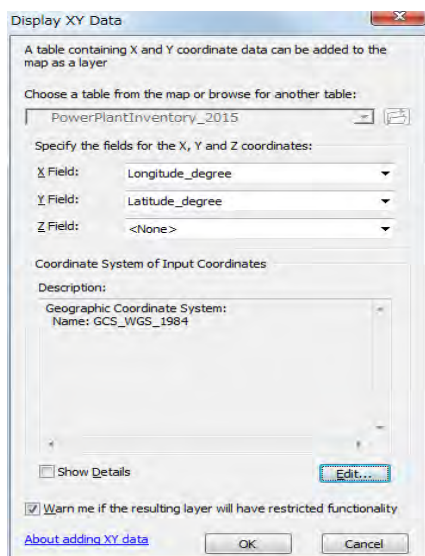 Display XY Data
A table containing X and Y coordinate data can be added to the
map as a layer
Choose a table from the map or browse for another table:
PowerPlantInventory_2015
Specify the fields for the X, Y and Z coordinates:
X Field: Longitude_degree
Y Field: Latitude_degree
Z Field: <None>
Coordinate System of Input Coordinates
Description:
Geographic Coordinate System:
Name: GCS_WGS_1984
Show Details Edit...
Warn me if the resulting layer will have restricted functionality
About adding XY data OK Cancel